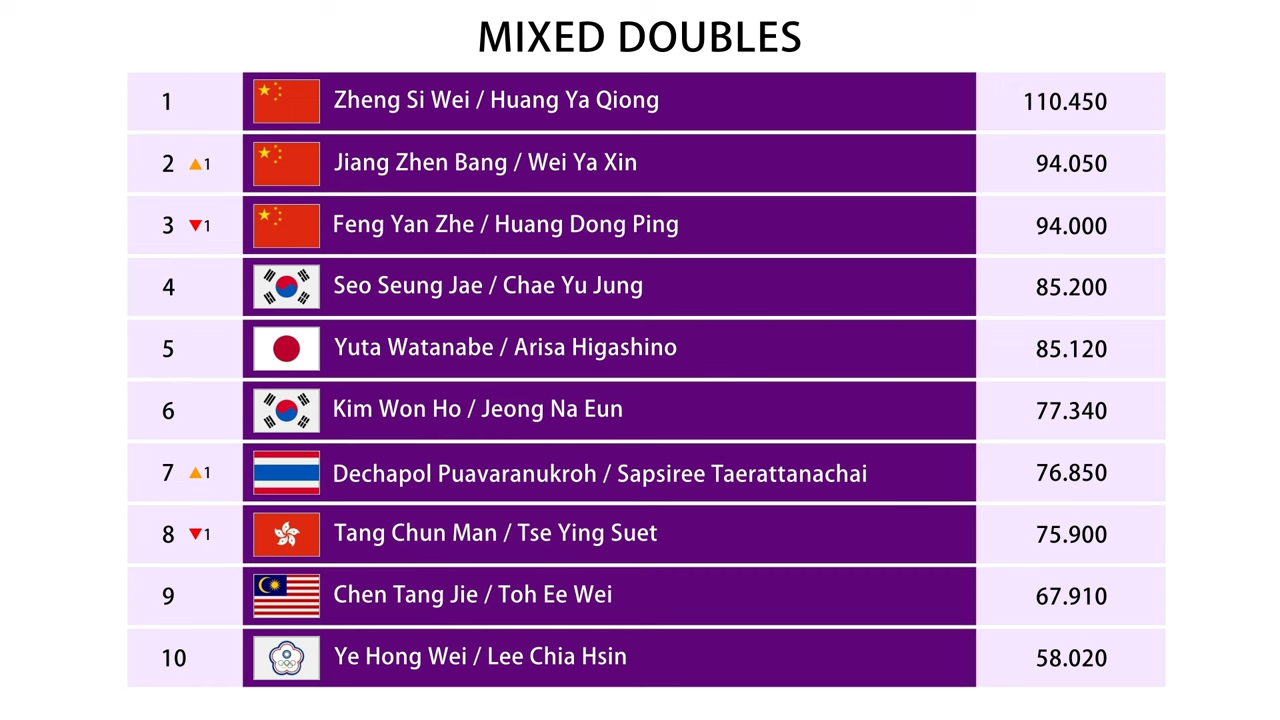 MIXED DOUBLES
1 Zheng Si Wei / Huang Ya Qiong 110.450
2 ▲1 Jiang Zhen Bang / Wei Ya Xin 94.050
3 ▼1 Feng Yan Zhe / Huang Dong Ping 94.000
4 Seo Seung Jae / Chae Yu Jung 85.200
5 Yuta Watanabe / Arisa Higashino 85.120
6 Kim Won Ho / Jeong Na Eun 77.340
7 ▲1 Dechapol Puavaranukroh / Sapsiree Taerattanachai 76.850
8 ▼1 Tang Chun Man / Tse Ying Suet 75.900
9 Chen Tang Jie / Toh Ee Wei 67.910
10 Ye Hong Wei / Lee Chia Hsin 58.020